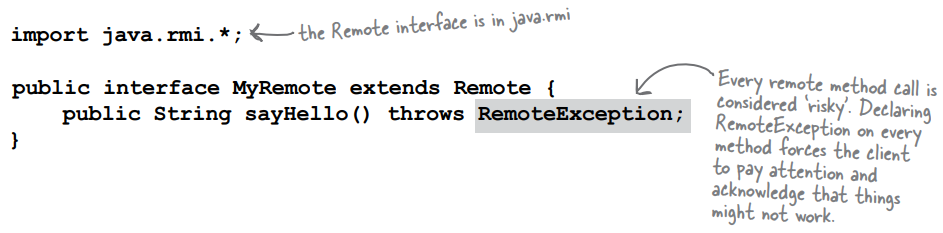 import java.rmi.*;
the Remote interface is in java.rmi
public interface MyRemote extends Remote {
public String sayHello() throws RemoteException;
}
Every remote method call is
considered 'risky'. Declaring
RemoteException on every
method forces the client
to pay attention and
acknowledge that things
might not work.